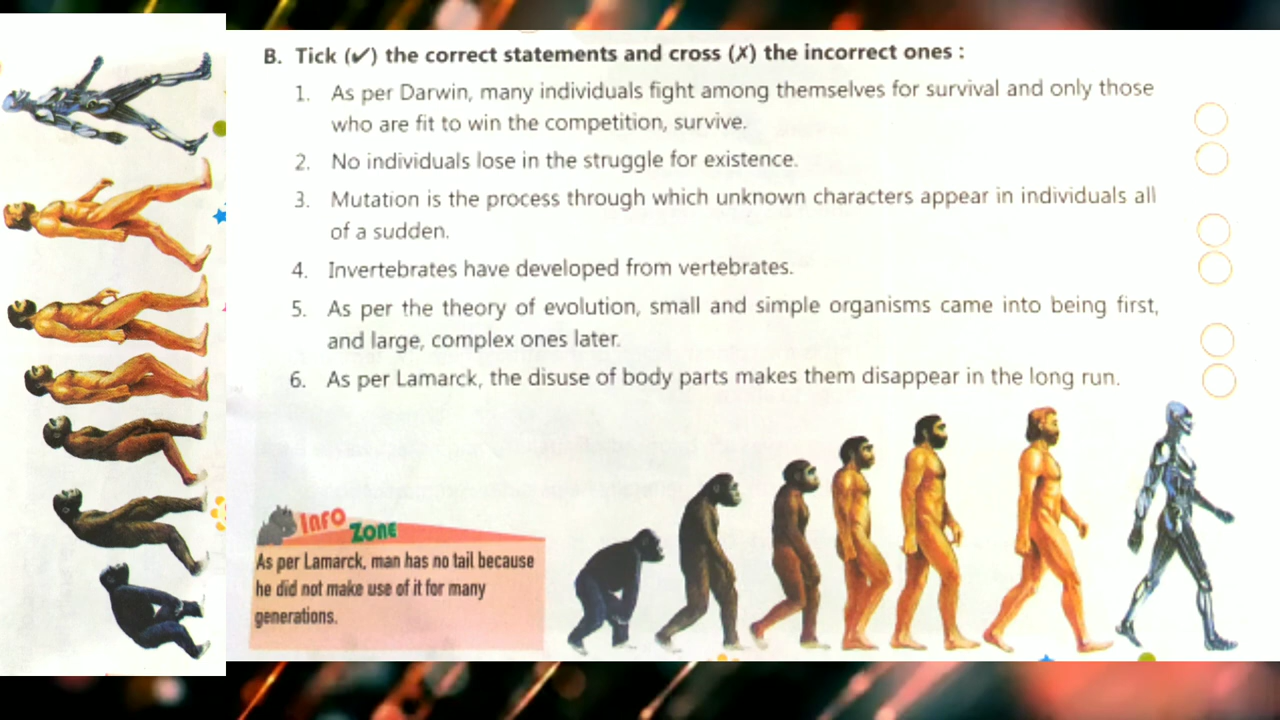 B. Tick (✔) the correct statements and cross (✗) the incorrect ones :
1. As per Darwin, many individuals fight among themselves for survival and only those
who are fit to win the competition, survive.
2. No individuals lose in the struggle for existence.
3. Mutation is the process through which unknown characters appear in individuals all
of a sudden.
4. Invertebrates have developed from vertebrates.
5. As per the theory of evolution, small and simple organisms came into being first,
and large, complex ones later.
6. As per Lamarck, the disuse of body parts makes them disappear in the long run.
INFO
ZONE
As per Lamarck, man has no tail because
he did not make use of it for many
generations.